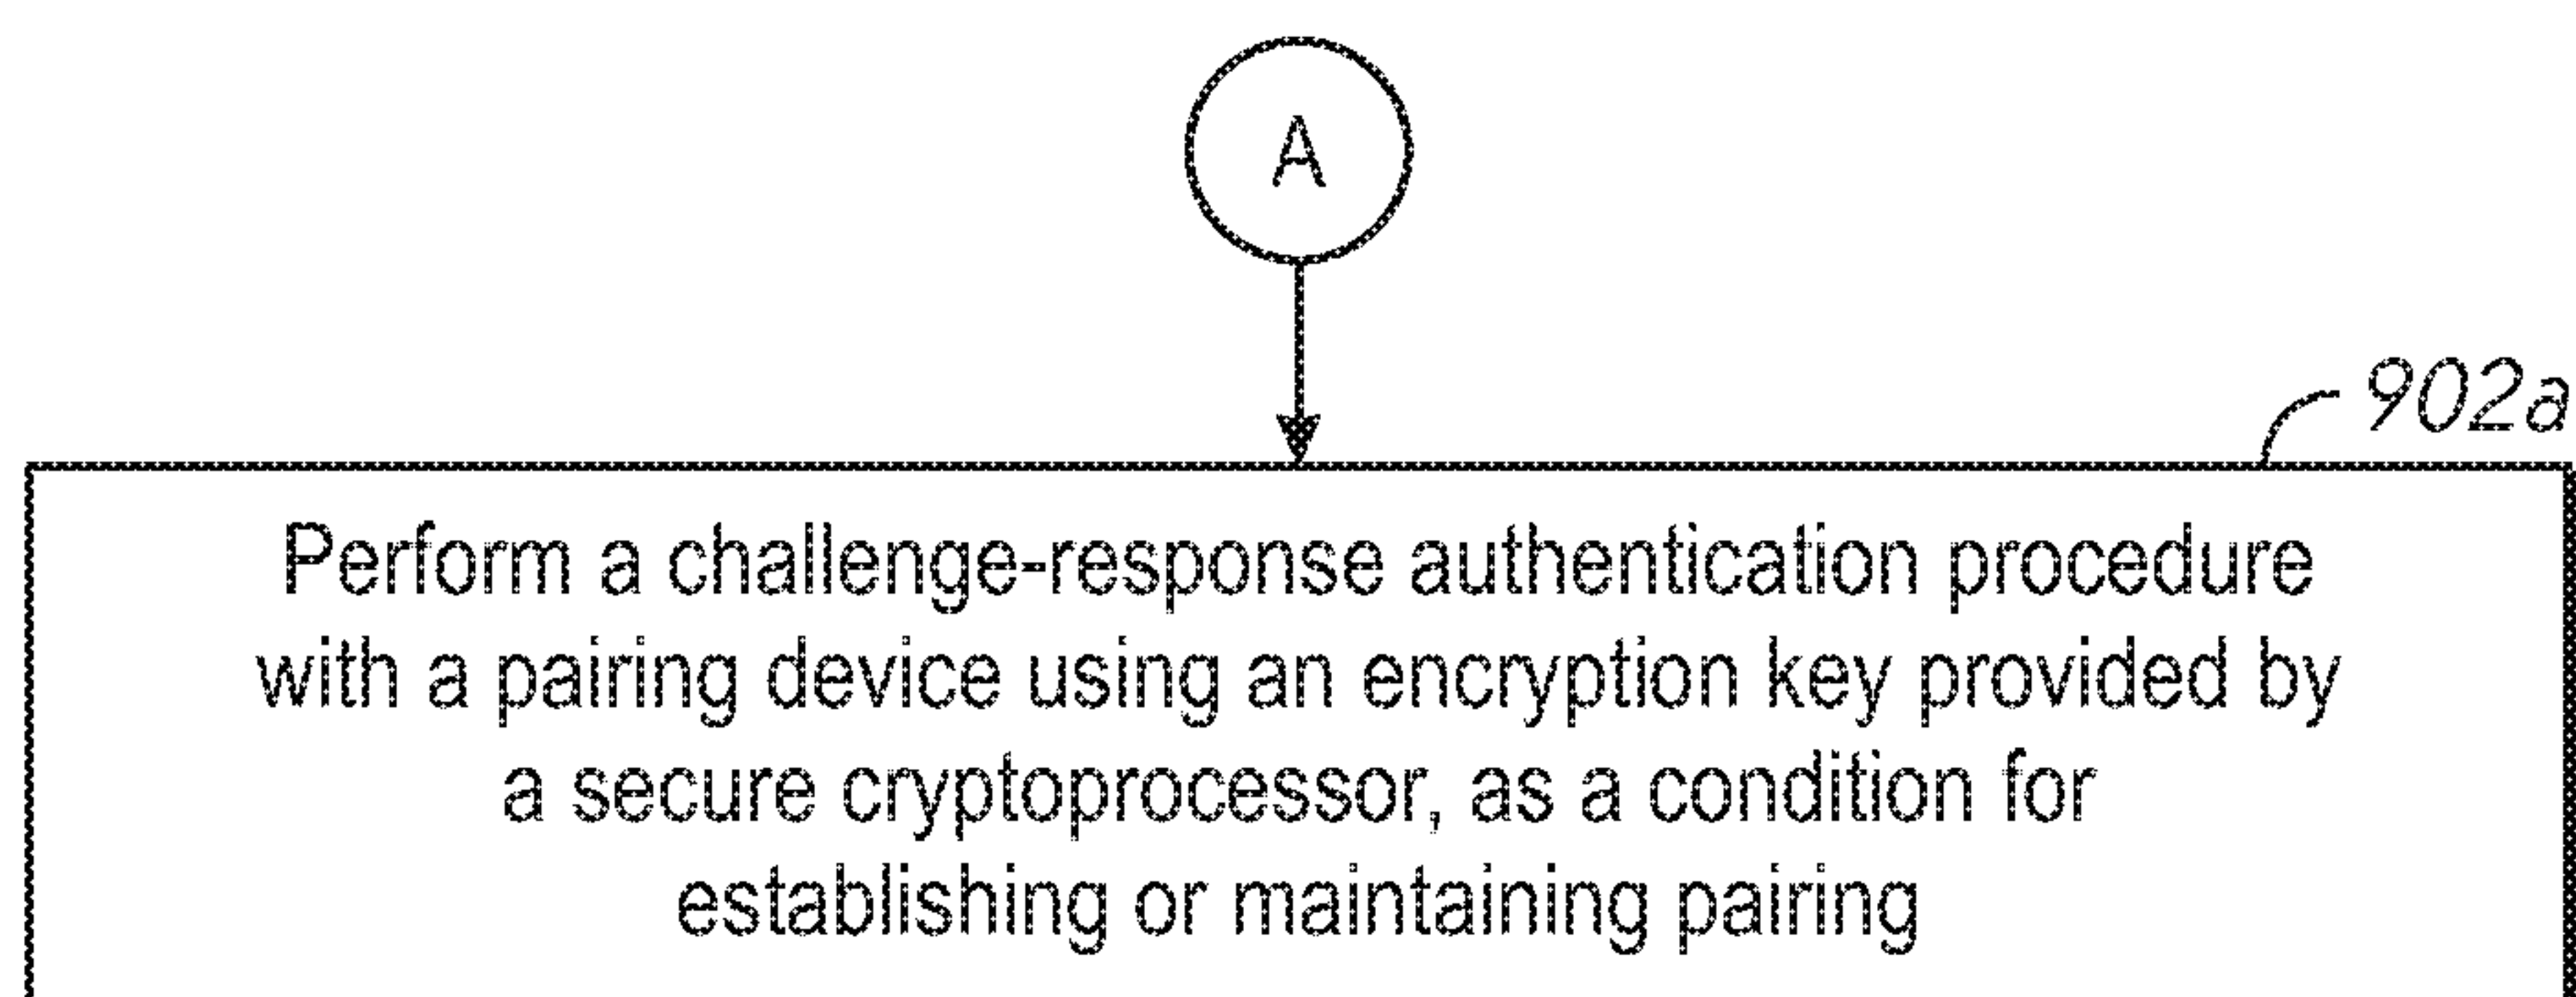 A
902a
Perform a challenge-response authentication procedure
with a pairing device using an encryption key provided by
a secure cryptoprocessor, as a condition for
establishing or maintaining pairing